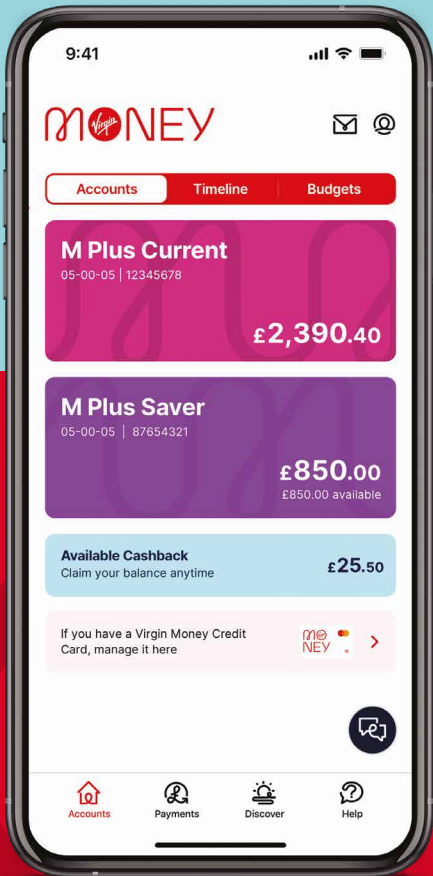 9:41
Virgin MONEY
Accounts Timeline Budgets
M Plus Current
05-00-05 | 12345678
£2,390.40
M Plus Saver
05-00-05 | 87654321
£850.00
£850.00 available
Available Cashback
Claim your balance anytime
£25.50
If you have a Virgin Money Credit
Card, manage it here
MONEY
Accounts Payments Discover Help